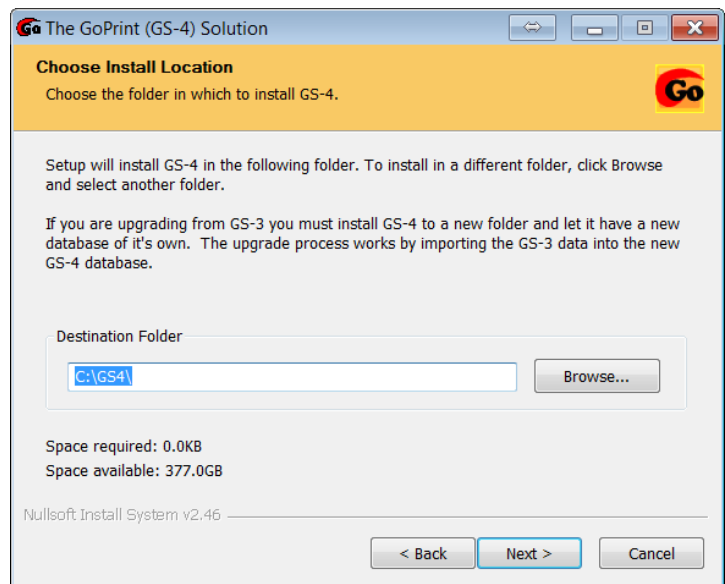 The GoPrint (GS-4) Solution
Choose Install Location
Choose the folder in which to install GS-4.
Go
Setup will install GS-4 in the following folder. To install in a different folder, click Browse
and select another folder.
If you are upgrading from GS-3 you must install GS-4 to a new folder and let it have a new
database of it's own.  The upgrade process works by importing the GS-3 data into the new
GS-4 database.
Destination Folder
C:\GS4\
Browse...
Space required: 0.0KB
Space available: 377.0GB
Nullsoft Install System v2.46
< Back
Next >
Cancel